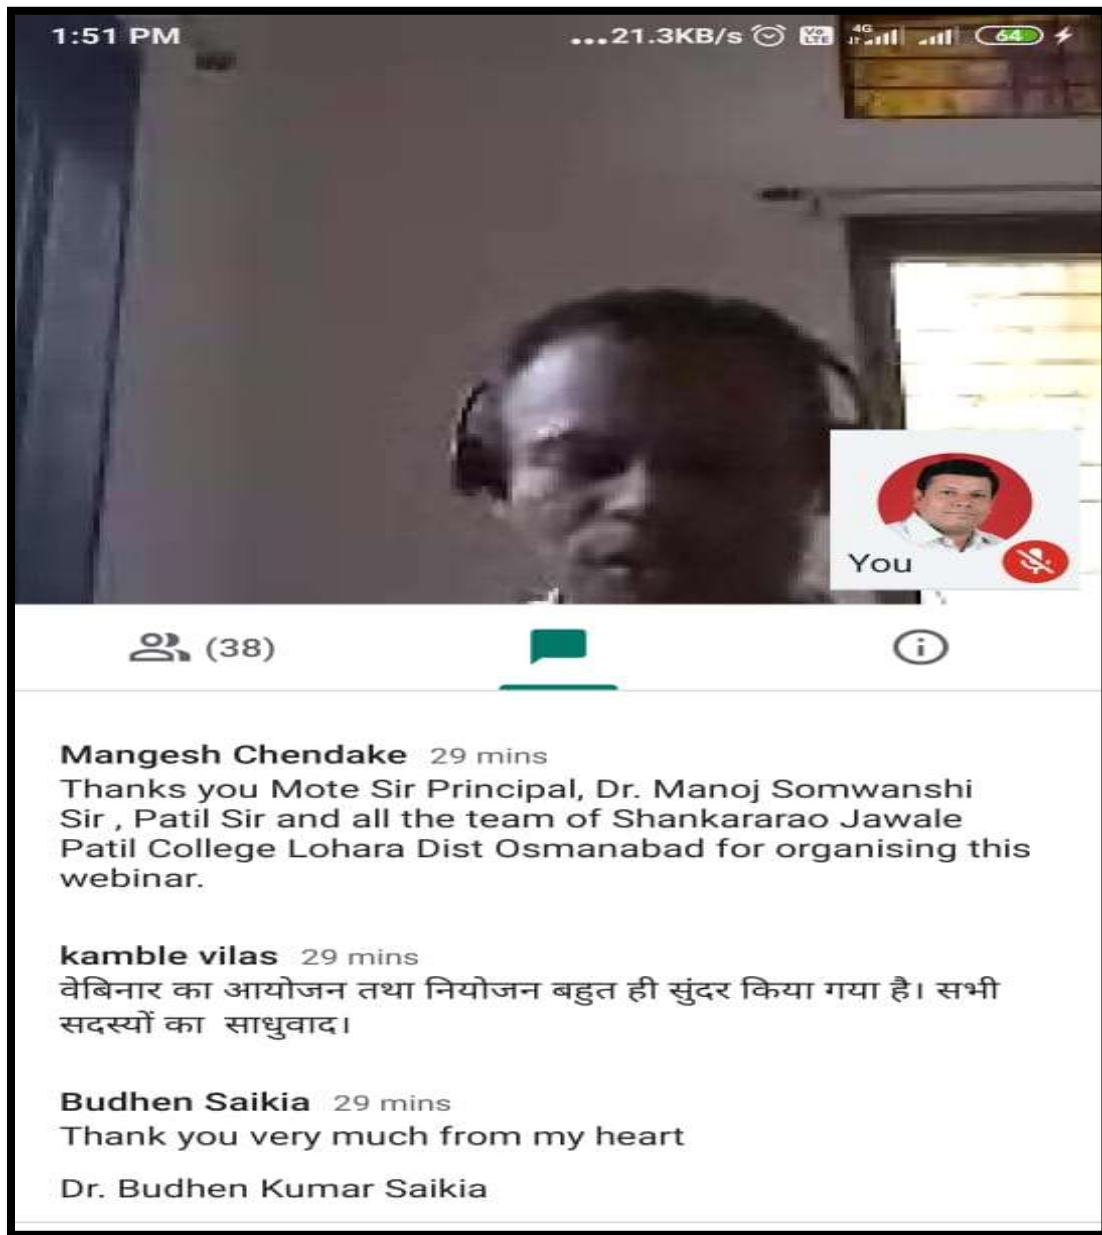 1:51 PM
...21.3KB/s Vo LTE 4G 64
You
(38)
Mangesh Chendake 29 mins
Thanks you Mote Sir Principal, Dr. Manoj Somwanshi
Sir , Patil Sir and all the team of Shankararao Jawale
Patil College Lohara Dist Osmanabad for organising this
webinar.
kamble vilas 29 mins
वेबिनार का आयोजन तथा नियोजन बहुत ही सुंदर किया गया है। सभी
सदस्यों का साधुवाद।
Budhen Saikia 29 mins
Thank you very much from my heart
Dr. Budhen Kumar Saikia